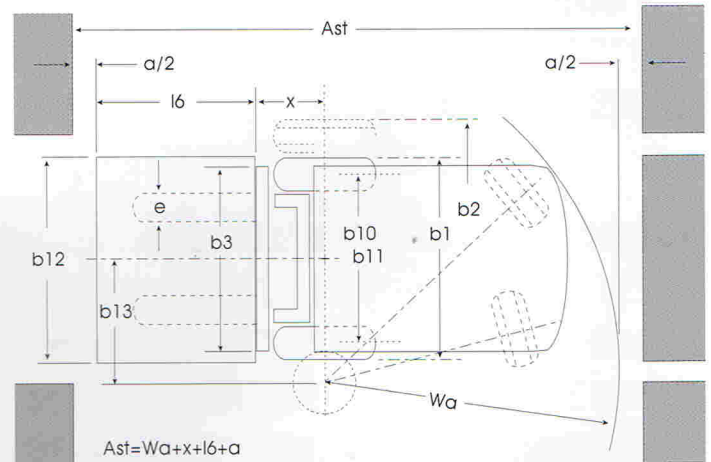 Ast
a/2
a/2
l6
x
e
b2
b3
b10
b1
b11
b12
b13
Wa
Ast=Wa+x+l6+a